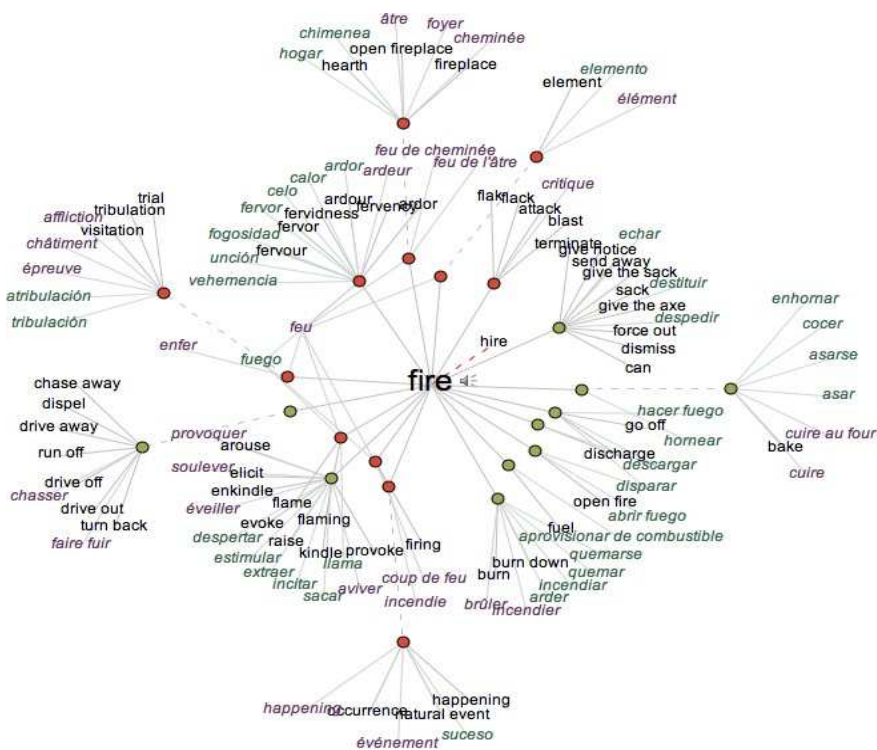 âtre
foyer
chimenea
open fireplace
cheminée
hogar
hearth
fireplace
element
elemento
élément
feu de cheminée
feu de l'âtre
ardor
ardeur
calor
celo
ardour
fervency
ardor
fervidness
fervor
fervor
fogosidad
fervour
unción
vehemencia
flak
flack
critique
attack
blast
trial
tribulation
affliction
visitation
châtiment
épreuve
atribulación
tribulación
terminate
give notice
echar
send away
give the sack
sack
destituir
give the axe
despedir
force out
dismiss
can
enhornar
cocer
asarse
asar
cuire au four
bake
cuire
feu
enfer
fuego
hire
fire
chase away
dispel
drive away
run off
drive off
chasser
drive out
turn back
faire fuir
provoquer
arouse
soulever
elicit
enkindle
éveiller
flame
evoke
flaming
despertar
raise
kindle
provoke
firing
estimular
llama
extraer
incitar
aviver
sacar
coup de feu
incendie
hacer fuego
go off
hornear
discharge
descargar
disparar
open fire
abrir fuego
fuel
aprovisionar de combustible
quemarse
burn down
quemar
burn
incendiar
arder
brûler
incendier
happening
happening
occurrence
natural event
suceso
événement